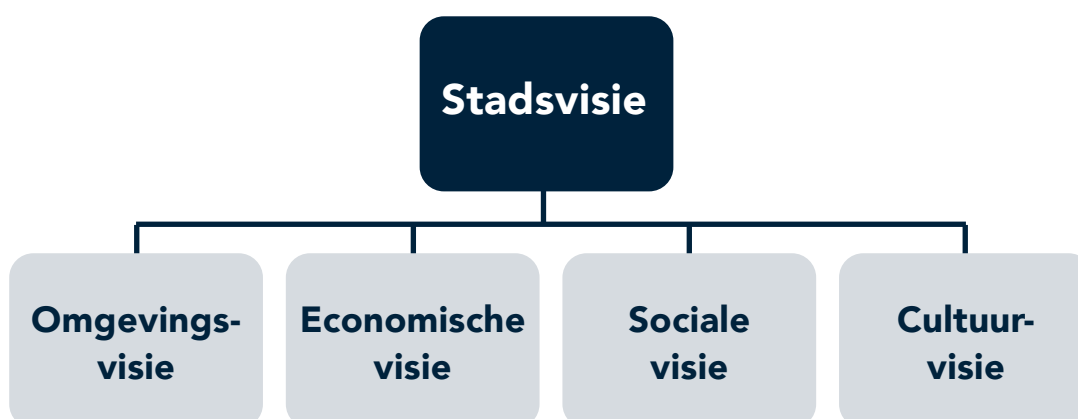 Stadsvisie
Omgevings-
visie
Economische
visie
Sociale
visie
Cultuur-
visie